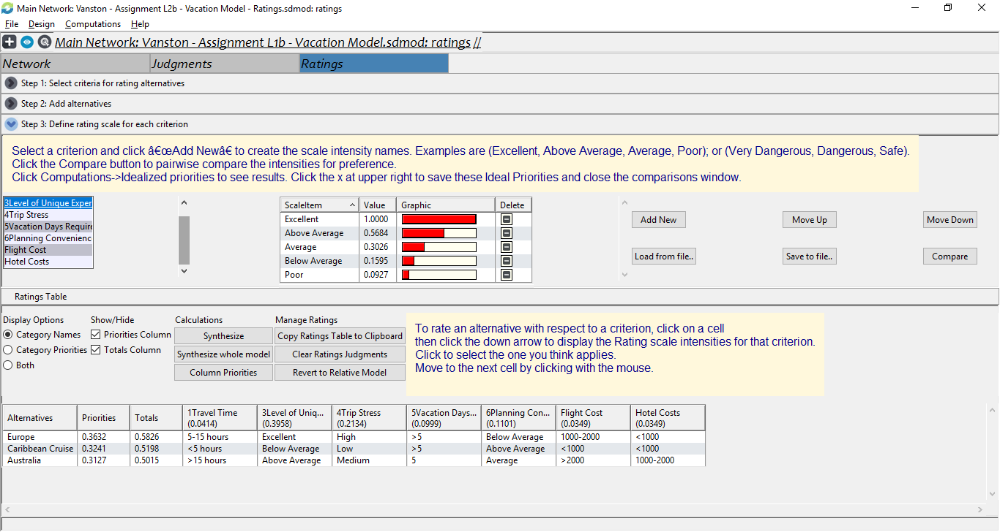 Main Network: Vanston - Assignment L2b - Vacation Model - Ratings.sdmod: ratings
File Design Computations Help
Main Network: Vanston - Assignment L1b - Vacation Model.sdmod: ratings //
Network Judgments Ratings
Step 1: Select criteria for rating alternatives
Step 2: Add alternatives
Step 3: Define rating scale for each criterion
Select a criterion and click â€œAdd Newâ€ to create the scale intensity names. Examples are (Excellent, Above Average, Average, Poor); or (Very Dangerous, Dangerous, Safe).
Click the Compare button to pairwise compare the intensities for preference.
Click Computations->Idealized priorities to see results. Click the x at upper right to save these Ideal Priorities and close the comparisons window.
3Level of Unique Exper
4Trip Stress
5Vacation Days Require
6Planning Convenienc
Flight Cost
Hotel Costs
ScaleItem Value Graphic Delete
Excellent 1.0000
Above Average 0.5684
Average 0.3026
Below Average 0.1595
Poor 0.0927
Add New Move Up Move Down
Load from file.. Save to file.. Compare
Ratings Table
Display Options Show/Hide Calculations Manage Ratings
Category Names Priorities Column Synthesize Copy Ratings Table to Clipboard
Category Priorities Totals Column Synthesize whole model Clear Ratings Judgments
Both Column Priorities Revert to Relative Model
To rate an alternative with respect to a criterion, click on a cell
then click the down arrow to display the Rating scale intensities for that criterion.
Click to select the one you think applies.
Move to the next cell by clicking with the mouse.
Alternatives Priorities Totals 1Travel Time (0.0414) 3Level of Uniq... (0.3958) 4Trip Stress (0.2134) 5Vacation Days... (0.0999) 6Planning Con... (0.1101) Flight Cost (0.0349) Hotel Costs (0.0349)
Europe 0.3632 0.5826 5-15 hours Excellent High >5 Below Average 1000-2000 <1000
Caribbean Cruise 0.3241 0.5198 <5 hours Below Average Low >5 Above Average <1000 <1000
Australia 0.3127 0.5015 >15 hours Above Average Medium 5 Average >2000 1000-2000